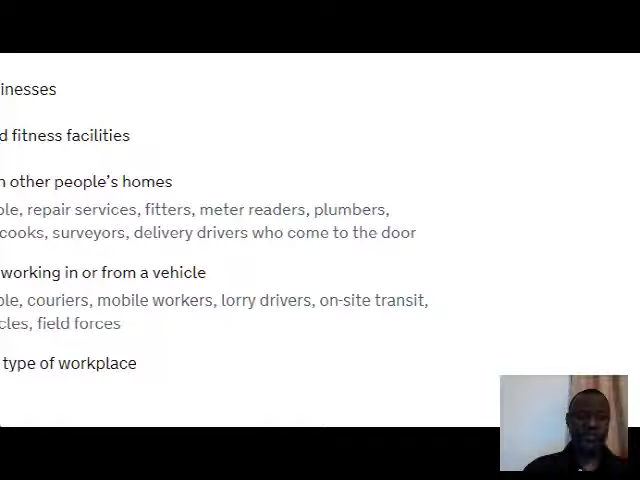 inesses
d fitness facilities
n other people's homes
ple, repair services, fitters, meter readers, plumbers,
cooks, surveyors, delivery drivers who come to the door
working in or from a vehicle
ple, couriers, mobile workers, lorry drivers, on-site transit,
cles, field forces
type of workplace